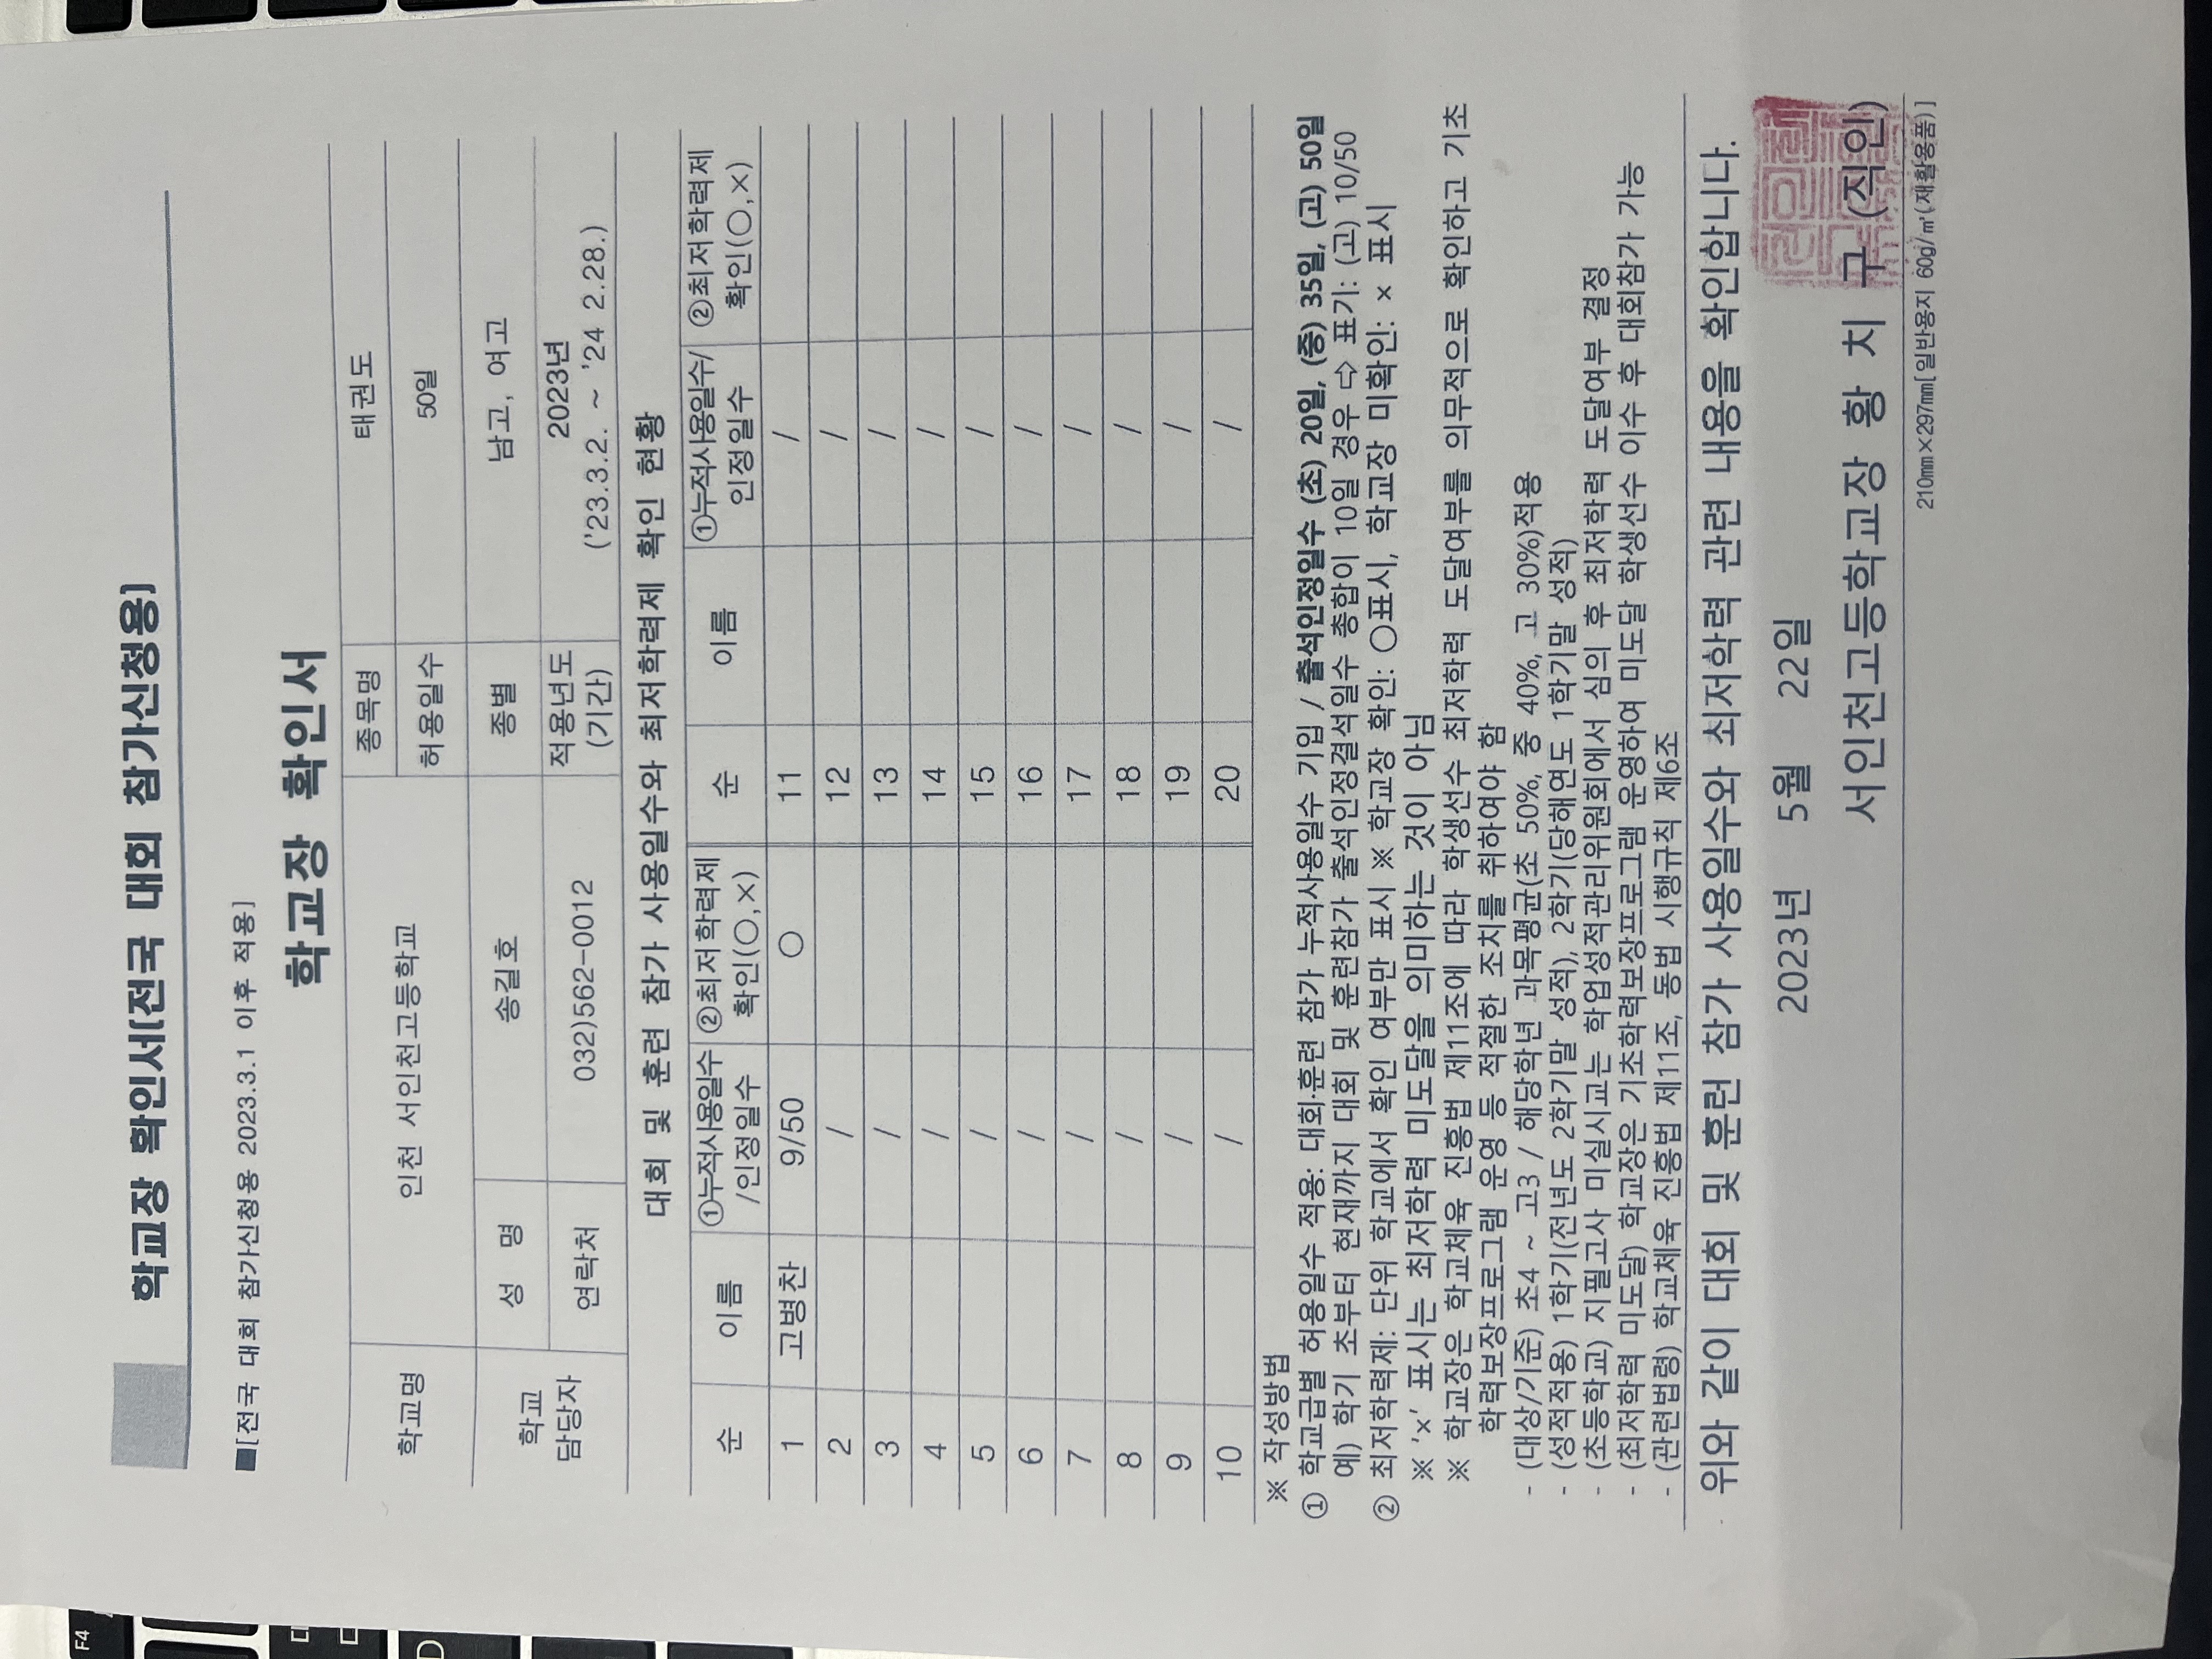 학교장 확인서[전국 대회 참가신청용]
■[전국 대회 참가신청용 2023.3.1 이후 적용]
학교장 확인서
학교명 인천 서인천고등학교 종목명 태권도
허용일수 50일
학교 담당자 성 명 송길호 종별 남고, 여고
연락처 032)562-0012 적용년도 (기간) 2023년 ('23.3.2. ~ '24 2.28.)
대회 및 훈련 참가 사용일수와 최저학력제 확인 현황
순 이름 ①누적사용일수 /인정일수 ②최저학력제 확인(○,×) 순 이름 ①누적사용일수/ 인정일수 ②최저학력제 확인(○,×)
1 고병찬 9/50 ○ 11 /
2 / 12 /
3 / 13 /
4 / 14 /
5 / 15 /
6 / 16 /
7 / 17 /
8 / 18 /
9 / 19 /
10 / 20 /
※ 작성방법
① 학교급별 허용일수 적용: 대회·훈련 참가 누적사용일수 기입 / 출석인정일수 (초) 20일, (중) 35일, (고) 50일
예) 학기 초부터 현재까지 대회 및 훈련참가 출석인정결석일수 총합이 10일 경우 ⇨ 표기: (고) 10/50
② 최저학력제: 단위 학교에서 확인 여부만 표시 ※ 학교장 확인: ○표시, 학교장 미확인: × 표시
※ '×' 표시는 최저학력 미도달을 의미하는 것이 아님
※ 학교장은 학교체육 진흥법 제11조에 따라 학생선수 최저학력 도달여부를 의무적으로 확인하고 기초
학력보장프로그램 운영 등 적절한 조치를 취하여야 함
- (대상/기준) 초4 ~ 고3 / 해당학년 과목평균(초 50%, 중 40%, 고 30%)적용
- (성적적용) 1학기(전년도 2학기말 성적), 2학기(당해연도 1학기말 성적)
- (초등학교) 지필고사 미실시교는 학업성적관리위원회에서 심의 후 최저학력 도달여부 결정
- (최저학력 미도달) 학교장은 기초학력보장프로그램 운영하여 미도달 학생선수 이수 후 대회참가 가능
- (관련법령) 학교체육 진흥법 제11조, 동법 시행규칙 제6조
위와 같이 대회 및 훈련 참가 사용일수와 최저학력 관련 내용을 확인합니다.
2023년 5월 22일
서인천고등학교장 황 치 구 (직인)
210㎜×297㎜[일반용지 60g/㎡(재활용품)]
F4